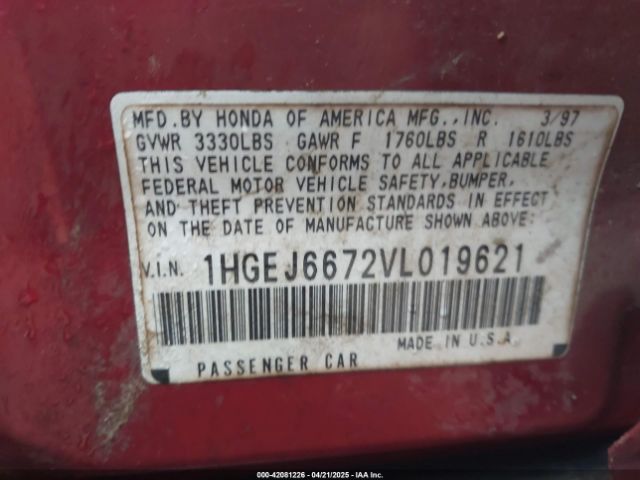 MFD.BY HONDA OF AMERICA MFG.,INC. 3/97
GVWR 3330LBS GAWR F 1760LBS R 1610LBS
THIS VEHICLE CONFORMS TO ALL APPLICABLE
FEDERAL MOTOR VEHICLE SAFETY,BUMPER,
AND THEFT PREVENTION STANDARDS IN EFFECT
ON THE DATE OF MANUFACTURE SHOWN ABOVE:
V.I.N. 1HGEJ6672VL019621
PASSENGER CAR MADE IN U.S.A.
000-42081226 - 04/21/2025 - IAA Inc.